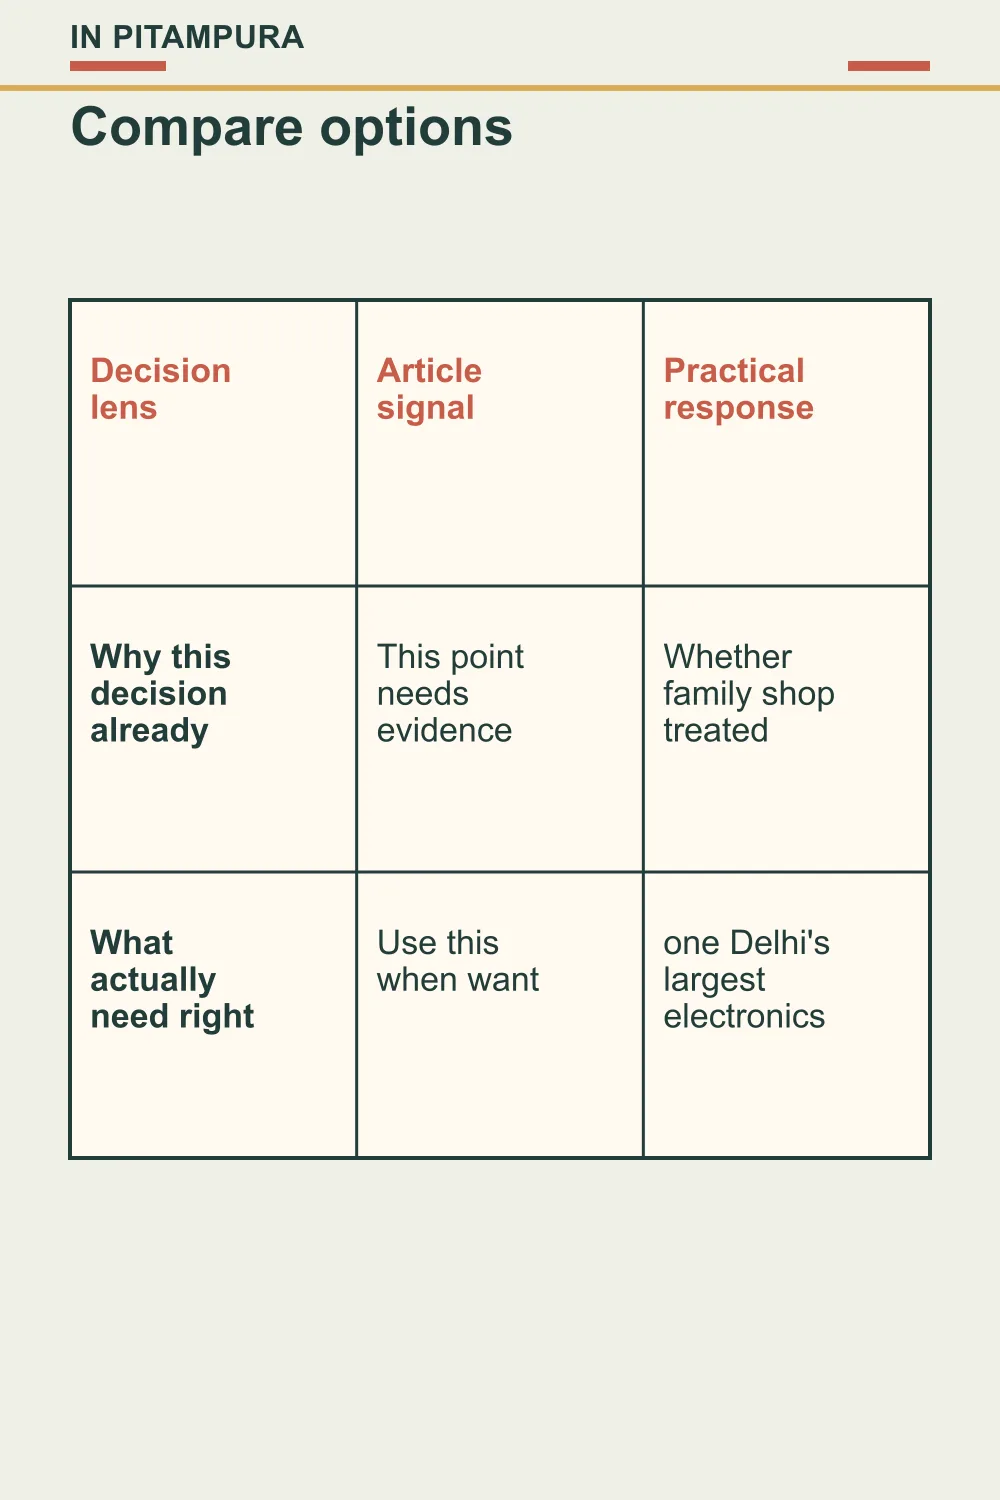 IN PITAMPURA
Compare options
Decision
lens
Article
signal
Practical
response
Why this
decision
already
This point
needs
evidence
Whether
family shop
treated
What
actually
need right
Use this
when want
one Delhi's
largest
electronics